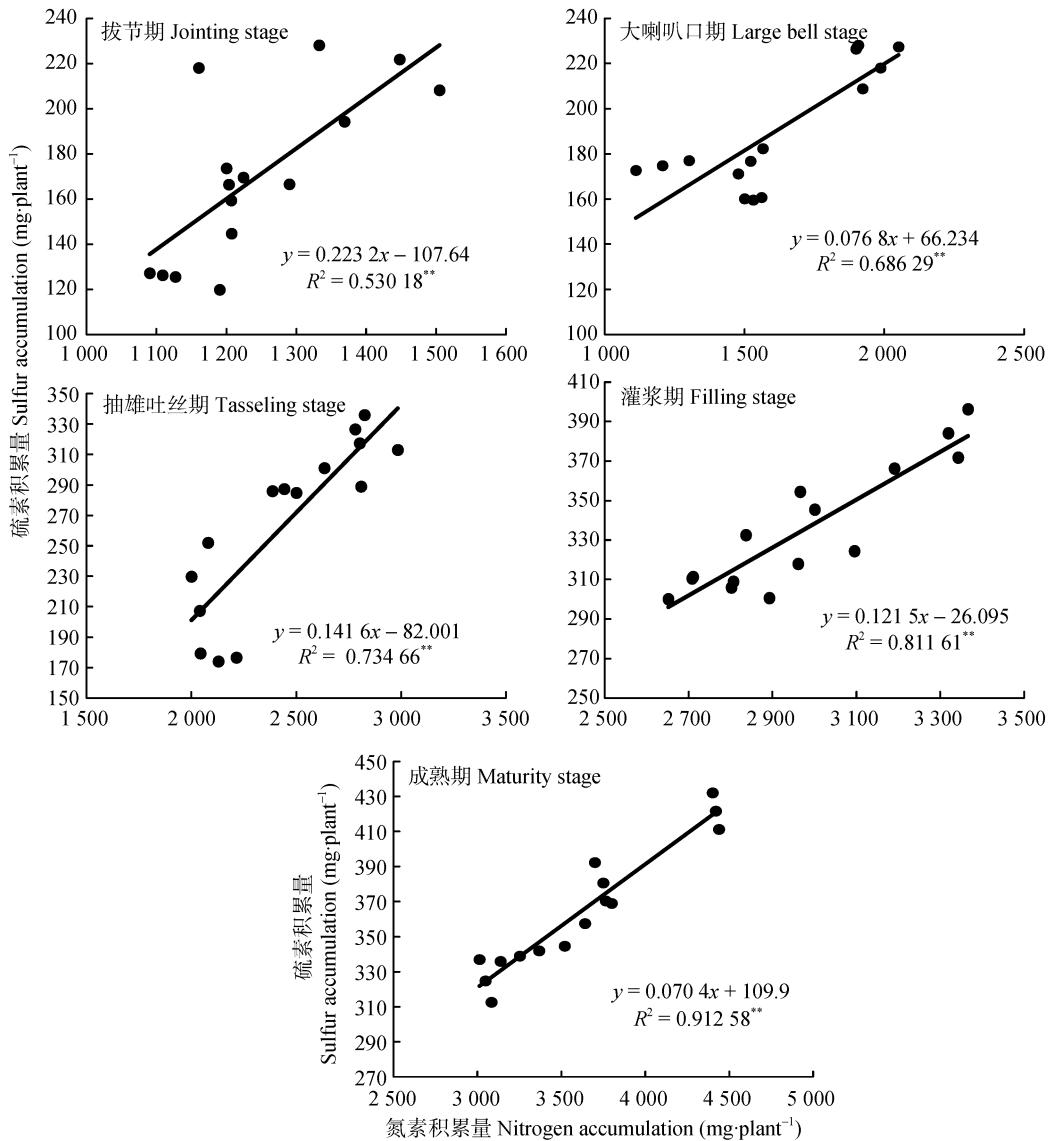 硫素积累量 Sulfur accumulation (mg·plant⁻¹)
拔节期 Jointing stage
240
220
200
180
160
140
120
100
y = 0.223 2x − 107.64
R² = 0.530 18**
1 000 1 100 1 200 1 300 1 400 1 500 1 600
大喇叭口期 Large bell stage
240
220
200
180
160
140
120
100
y = 0.076 8x + 66.234
R² = 0.686 29**
1 000 1 500 2 000 2 500
抽雄吐丝期 Tasseling stage
350
330
310
290
270
250
230
210
190
170
150
y = 0.141 6x − 82.001
R² = 0.734 66**
1 500 2 000 2 500 3 000 3 500
灌浆期 Filling stage
410
390
370
350
330
310
290
270
250
y = 0.121 5x − 26.095
R² = 0.811 61**
2 500 2 700 2 900 3 100 3 300 3 500
硫素积累量
Sulfur accumulation (mg·plant⁻¹)
成熟期 Maturity stage
450
430
410
390
370
350
330
310
290
270
y = 0.070 4x + 109.9
R² = 0.912 58**
2 500 3 000 3 500 4 000 4 500 5 000
氮素积累量 Nitrogen accumulation (mg·plant⁻¹)